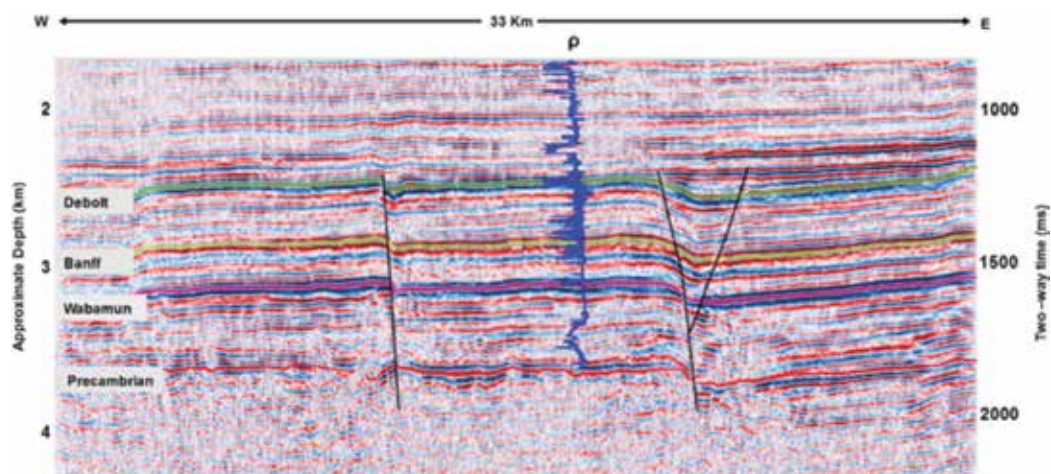 W 33 Km E
ρ
2
3
4
Approximate Depth (km)
Debolt
Banff
Wabamun
Precambrian
1000
1500
2000
Two –way time (ms)